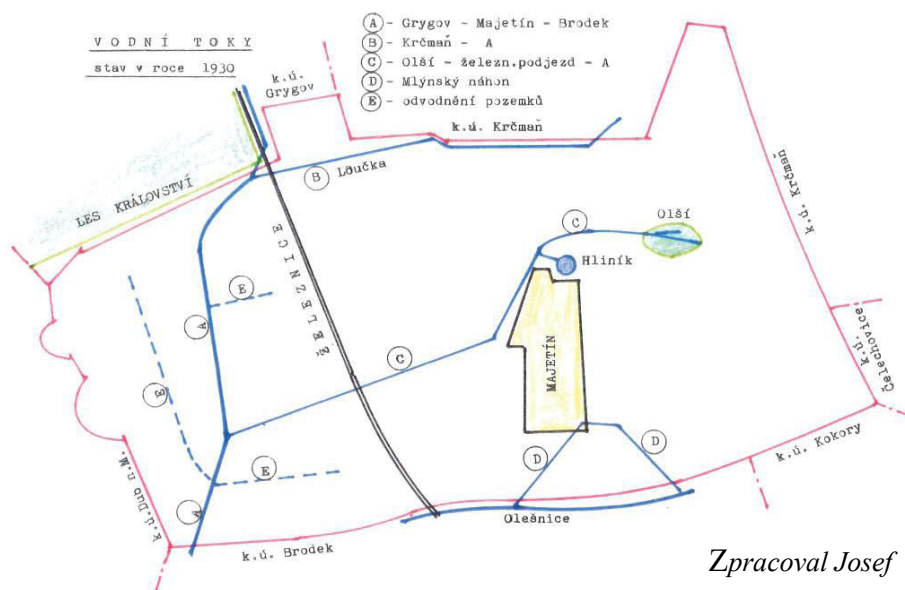 VODNÍ TOKY
stav v roce 1930
A - Grygov - Majetín - Brodek
B - Krčmaň - A
C - Olší - železn.podjezd - A
D - Mlýnský náhon
E - odvodnění pozemků
k.ú.
Grygov
k.ú. Krčmaň
LES KRÁLOVSTVÍ
B
Loučka
ŽELEZNICE
C
Olší
Hliník
k.ú. Krčmaň
E
A
E
C
MAJETÍN
k.ú.
Čelechovice
D
D
k.ú. Kokory
E
A
k.ú.Dub n.M.
k.ú. Brodek
Olešnice
Zpracoval Josef